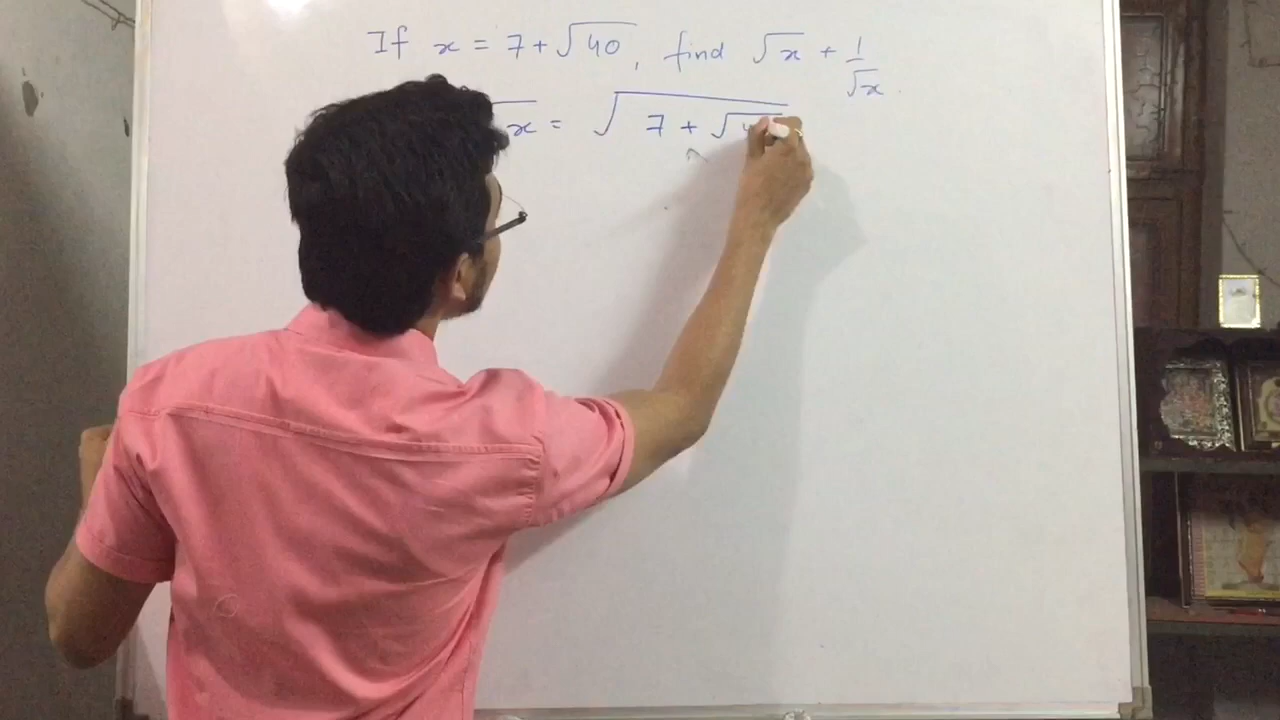 If x = 7 + √40, find √x + 1/√x.
x = √7 + √4